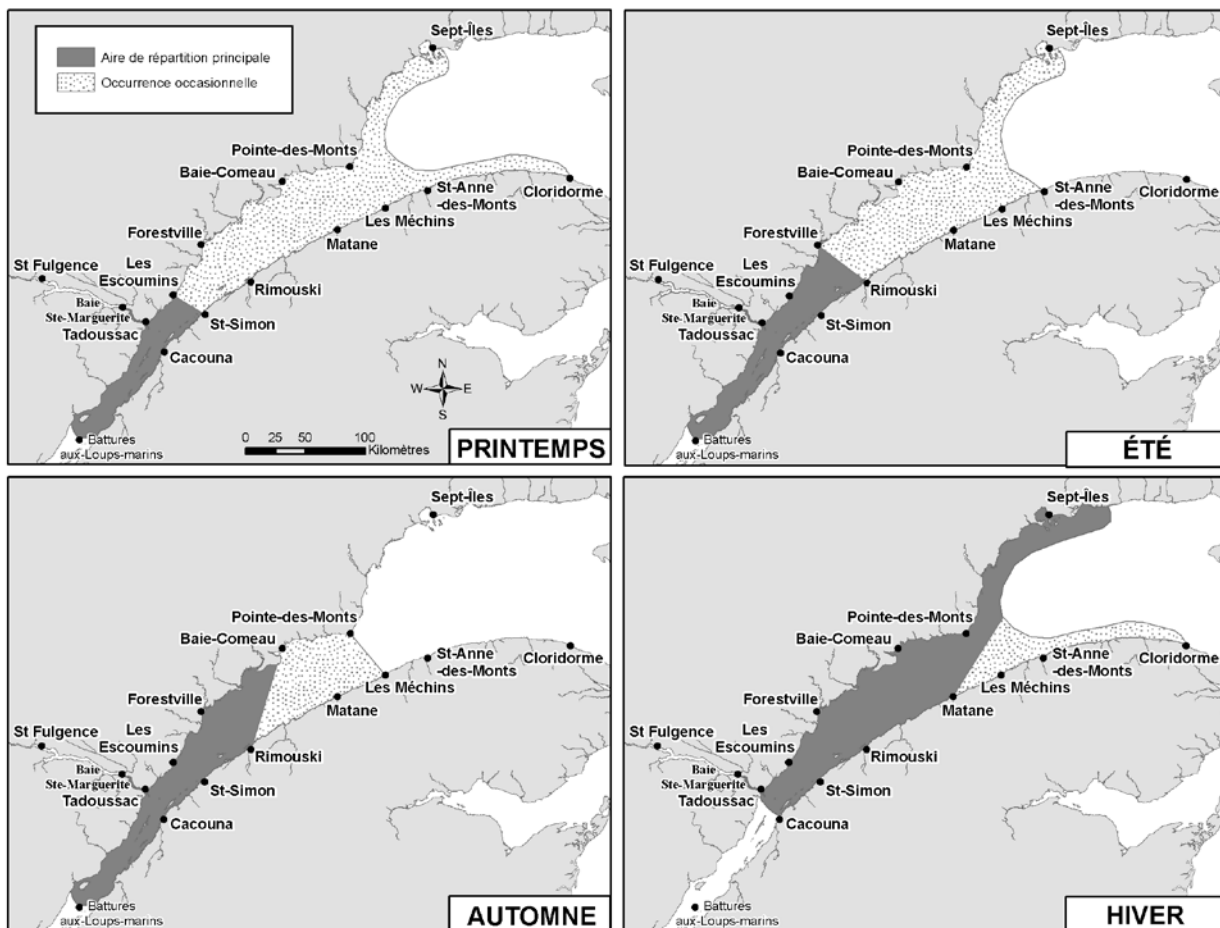 Aire de répartition principale
Occurrence occasionnelle
Sept-Îles
Pointe-des-Monts
Baie-Comeau
Cloridorme
St-Anne
-des-Monts
Les Méchins
Matane
Forestville
St Fulgence
Les
Escoumins
Rimouski
Baie
Ste-Marguerite
Tadoussac
St-Simon
Cacouna
N
W E
S
0 25 50 100
Kilomètres
Battures
aux-Loups-marins
PRINTEMPS
Sept-Îles
Pointe-des-Monts
Baie-Comeau
St-Anne
-des-Monts
Cloridorme
Les Méchins
Matane
Forestville
St Fulgence
Les
Escoumins
Rimouski
Baie
Ste-Marguerite
Tadoussac
St-Simon
Cacouna
Battures
aux-Loups-marins
ÉTÉ
Sept-Îles
Pointe-des-Monts
Baie-Comeau
St-Anne
-des-Monts
Cloridorme
Les Méchins
Matane
Forestville
St Fulgence
Les
Escoumins
Rimouski
Baie
Ste-Marguerite
Tadoussac
St-Simon
Cacouna
Battures
aux-Loups-marins
AUTOMNE
Sept-Îles
Pointe-des-Monts
Baie-Comeau
St-Anne
-des-Monts
Cloridorme
Les Méchins
Matane
Forestville
St Fulgence
Les
Escoumins
Rimouski
Baie
Ste-Marguerite
Tadoussac
St-Simon
Cacouna
Battures
aux-Loups-marins
HIVER